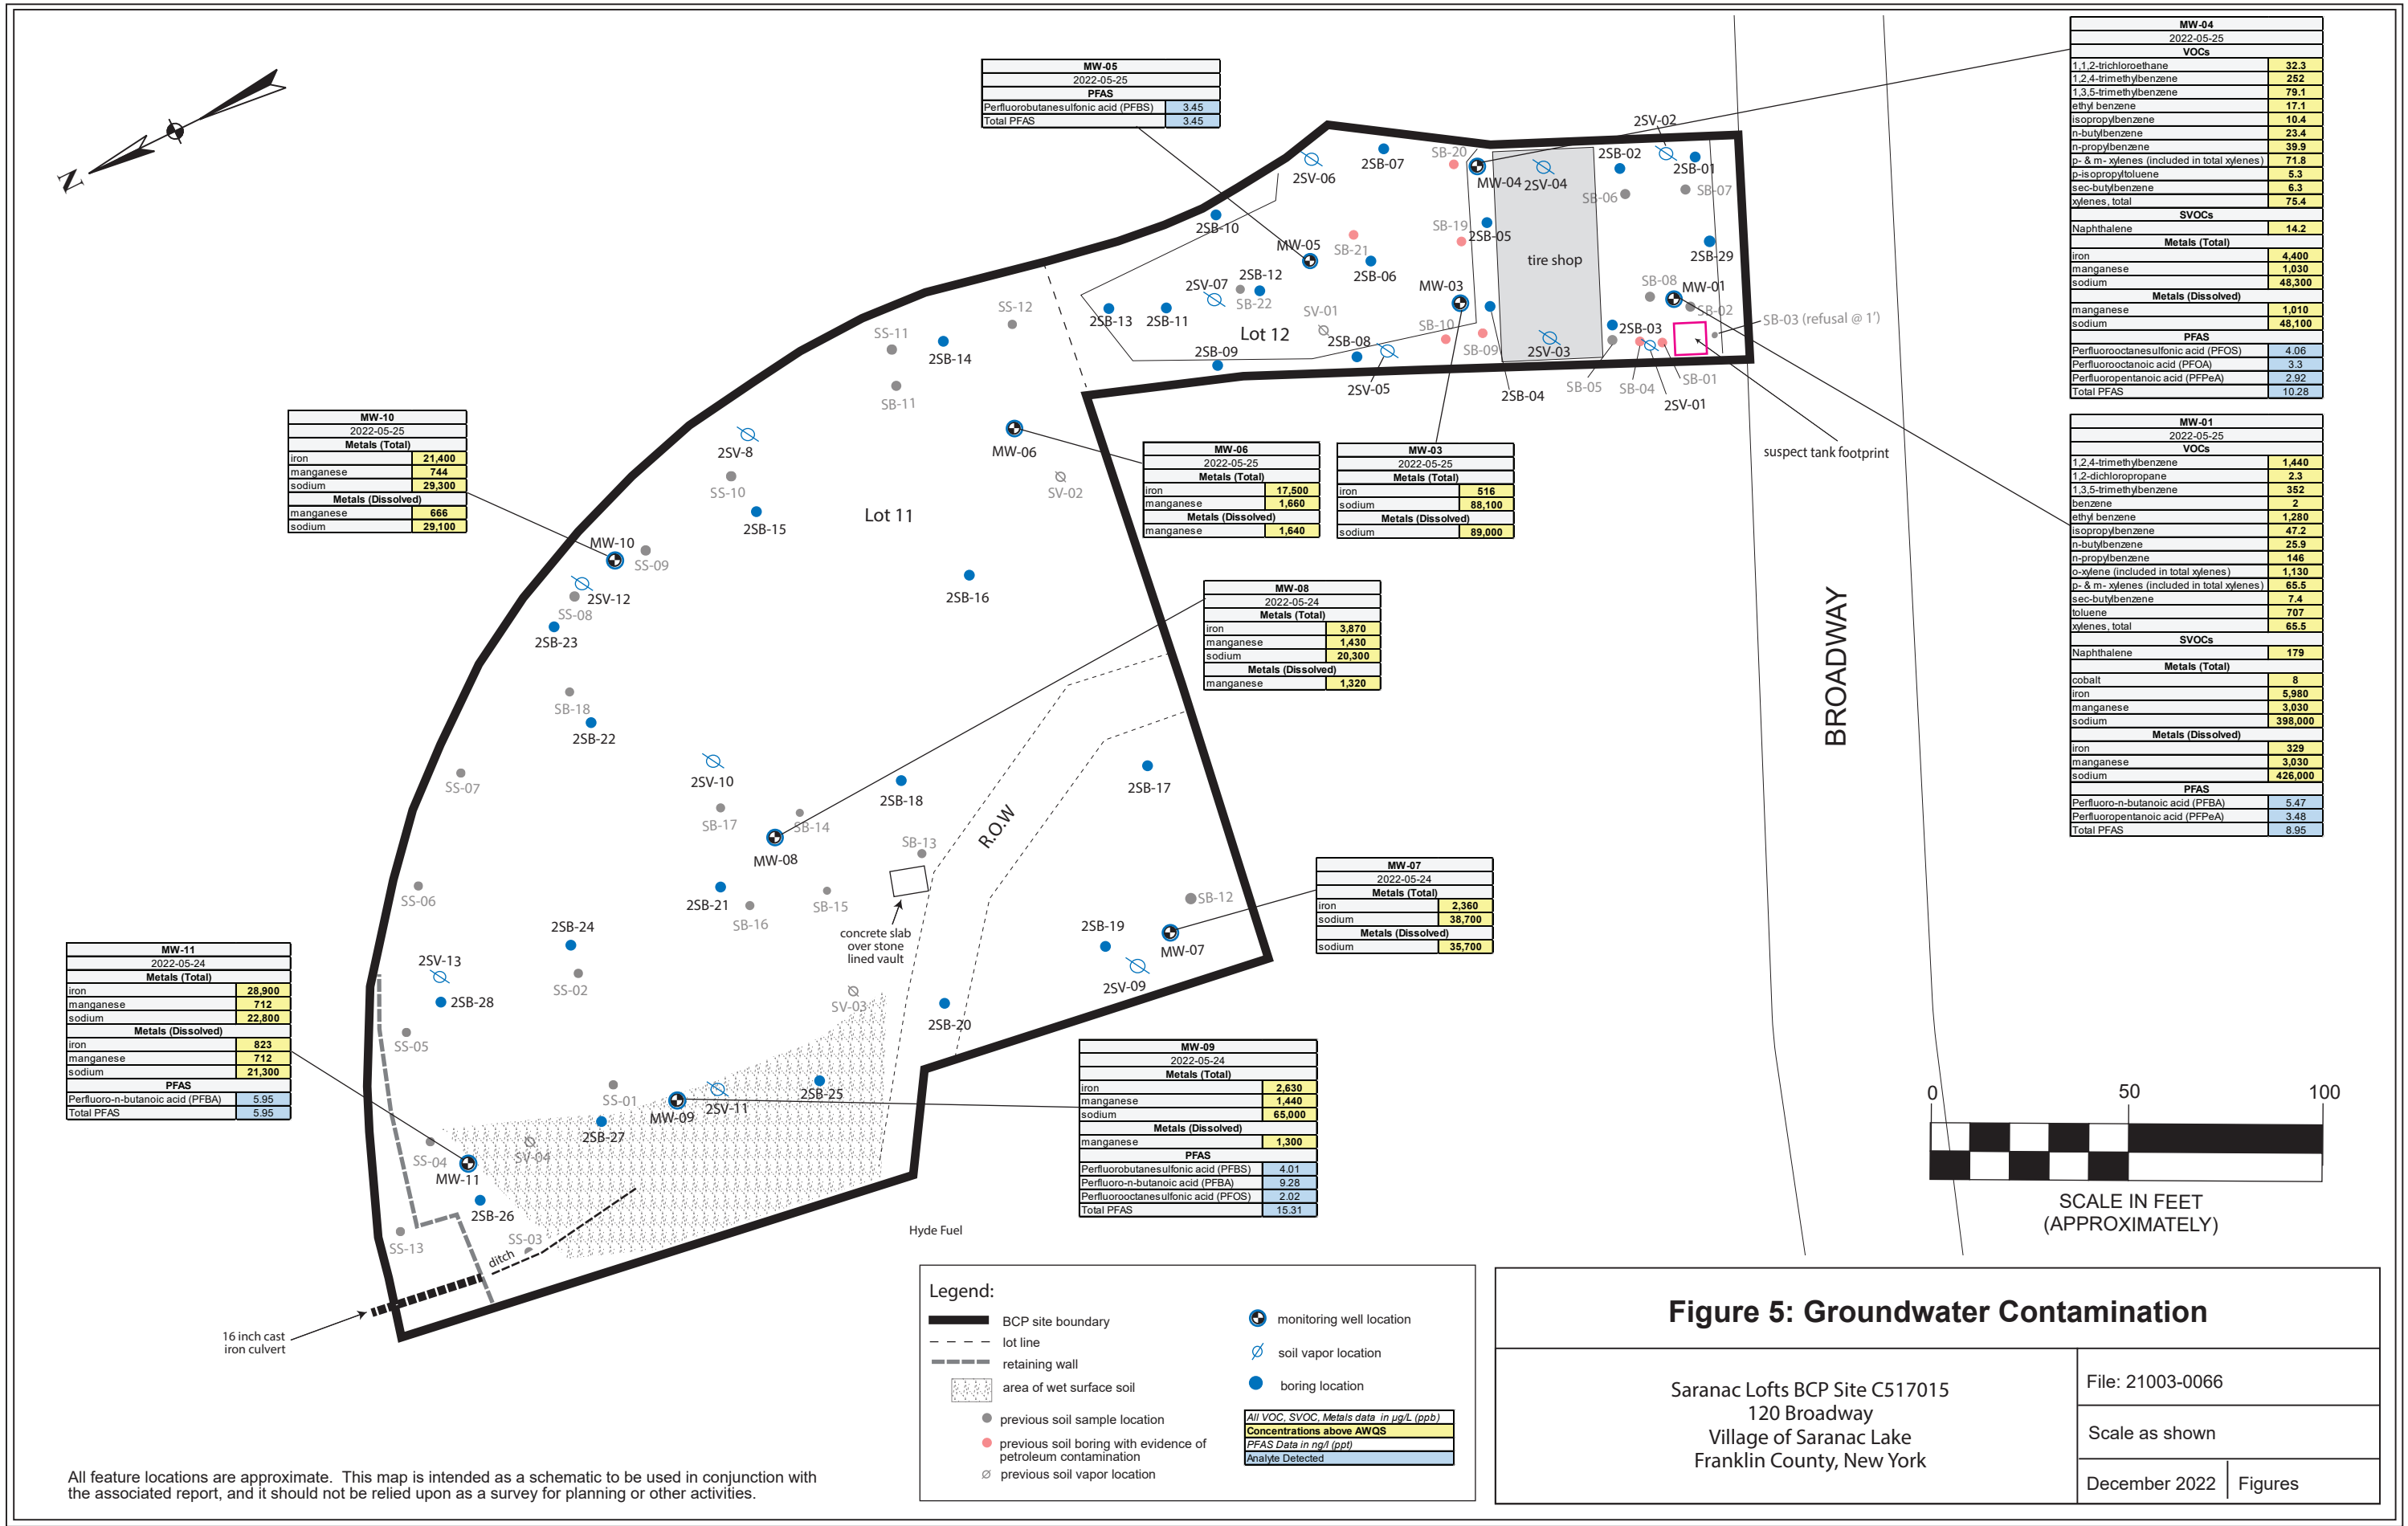 MW-05
2022-05-25
PFAS
Perfluorobutanesulfonic acid (PFBS) 3.45
Total PFAS 3.45
MW-04
2022-05-25
VOCs
1,1,2-trichloroethane 32.3
1,2,4-trimethylbenzene 252
1,3,5-trimethylbenzene 79.1
ethyl benzene 17.1
isopropylbenzene 10.4
n-butylbenzene 23.4
n-propylbenzene 39.9
p- & m- xylenes (included in total xylenes) 71.8
p-isopropyltoluene 5.3
sec-butylbenzene 6.3
xylenes, total 75.4
SVOCs
Naphthalene 14.2
Metals (Total)
iron 4,400
manganese 1,030
sodium 48,300
Metals (Dissolved)
manganese 1,010
sodium 48,100
PFAS
Perfluorooctanesulfonic acid (PFOS) 4.06
Perfluorooctanoic acid (PFOA) 3.3
Perfluoropentanoic acid (PFPeA) 2.92
Total PFAS 10.28
MW-01
2022-05-25
VOCs
1,2,4-trimethylbenzene 1,440
1,2-dichloropropane 2.3
1,3,5-trimethylbenzene 352
benzene 2
ethyl benzene 1,280
isopropylbenzene 47.2
n-butylbenzene 25.9
n-propylbenzene 146
o-xylene (included in total xylenes) 1,130
p- & m- xylenes (included in total xylenes) 65.5
sec-butylbenzene 7.4
toluene 707
xylenes, total 65.5
SVOCs
Naphthalene 179
Metals (Total)
cobalt 8
iron 5,980
manganese 3,030
sodium 398,000
Metals (Dissolved)
iron 329
manganese 3,030
sodium 426,000
PFAS
Perfluoro-n-butanoic acid (PFBA) 5.47
Perfluoropentanoic acid (PFPeA) 3.48
Total PFAS 8.95
N
2SV-02
2SB-07
SB-20
2SB-02
2SB-01
2SV-06
MW-04
2SV-04
SB-06
SB-07
2SB-10
SB-19
2SB-05
MW-05
SB-21
2SB-06
tire shop
2SB-29
2SV-07
2SB-12
SB-22
MW-03
SB-08
MW-01
SB-02
SS-12
2SB-13
2SB-11
SV-01
Lot 12
SB-10
SB-03 (refusal @ 1')
SS-11
2SB-14
2SB-08
SB-09
2SV-03
2SB-03
2SB-09
2SV-05
2SB-04
SB-05
SB-04
SB-01
2SV-01
SB-11
suspect tank footprint
MW-10
2022-05-25
Metals (Total)
iron 21,400
manganese 744
sodium 29,300
Metals (Dissolved)
manganese 666
sodium 29,100
2SV-8
MW-06
SS-10
SV-02
2SB-15
Lot 11
MW-06
2022-05-25
Metals (Total)
iron 17,500
manganese 1,660
Metals (Dissolved)
manganese 1,640
MW-03
2022-05-25
Metals (Total)
iron 516
sodium 88,100
Metals (Dissolved)
sodium 89,000
MW-10
SS-09
2SV-12
SS-08
2SB-23
2SB-16
MW-08
2022-05-24
Metals (Total)
iron 3,870
manganese 1,430
sodium 20,300
Metals (Dissolved)
manganese 1,320
BROADWAY
SB-18
2SB-22
2SV-10
SS-07
2SB-18
2SB-17
SB-17
SB-14
R.O.W
SB-13
MW-08
SS-06
2SB-21
SB-16
SB-15
SB-12
2SB-24
concrete slab
over stone
lined vault
2SB-19
MW-07
MW-07
2022-05-24
Metals (Total)
iron 2,360
sodium 38,700
Metals (Dissolved)
sodium 35,700
MW-11
2022-05-24
Metals (Total)
iron 28,900
manganese 712
sodium 22,800
Metals (Dissolved)
iron 823
manganese 712
sodium 21,300
PFAS
Perfluoro-n-butanoic acid (PFBA) 5.95
Total PFAS 5.95
2SV-13
2SB-28
SS-02
SV-03
2SV-09
2SB-20
SS-05
SS-01
MW-09
2SV-11
2SB-25
2SB-27
MW-09
2022-05-24
Metals (Total)
iron 2,630
manganese 1,440
sodium 65,000
Metals (Dissolved)
manganese 1,300
PFAS
Perfluorobutanesulfonic acid (PFBS) 4.01
Perfluoro-n-butanoic acid (PFBA) 9.28
Perfluorooctanesulfonic acid (PFOS) 2.02
Total PFAS 15.31
SS-04
SV-04
MW-11
2SB-26
SS-13
SS-03
ditch
Hyde Fuel
16 inch cast
iron culvert
0 50 100
SCALE IN FEET
(APPROXIMATELY)
Legend:
BCP site boundary
lot line
retaining wall
area of wet surface soil
previous soil sample location
previous soil boring with evidence of
petroleum contamination
previous soil vapor location
monitoring well location
soil vapor location
boring location
All VOC, SVOC, Metals data in µg/L (ppb)
Concentrations above AWQS
PFAS Data in ng/l (ppt)
Analyte Detected
Figure 5: Groundwater Contamination
Saranac Lofts BCP Site C517015
120 Broadway
Village of Saranac Lake
Franklin County, New York
File: 21003-0066
Scale as shown
December 2022 Figures
All feature locations are approximate. This map is intended as a schematic to be used in conjunction with
the associated report, and it should not be relied upon as a survey for planning or other activities.